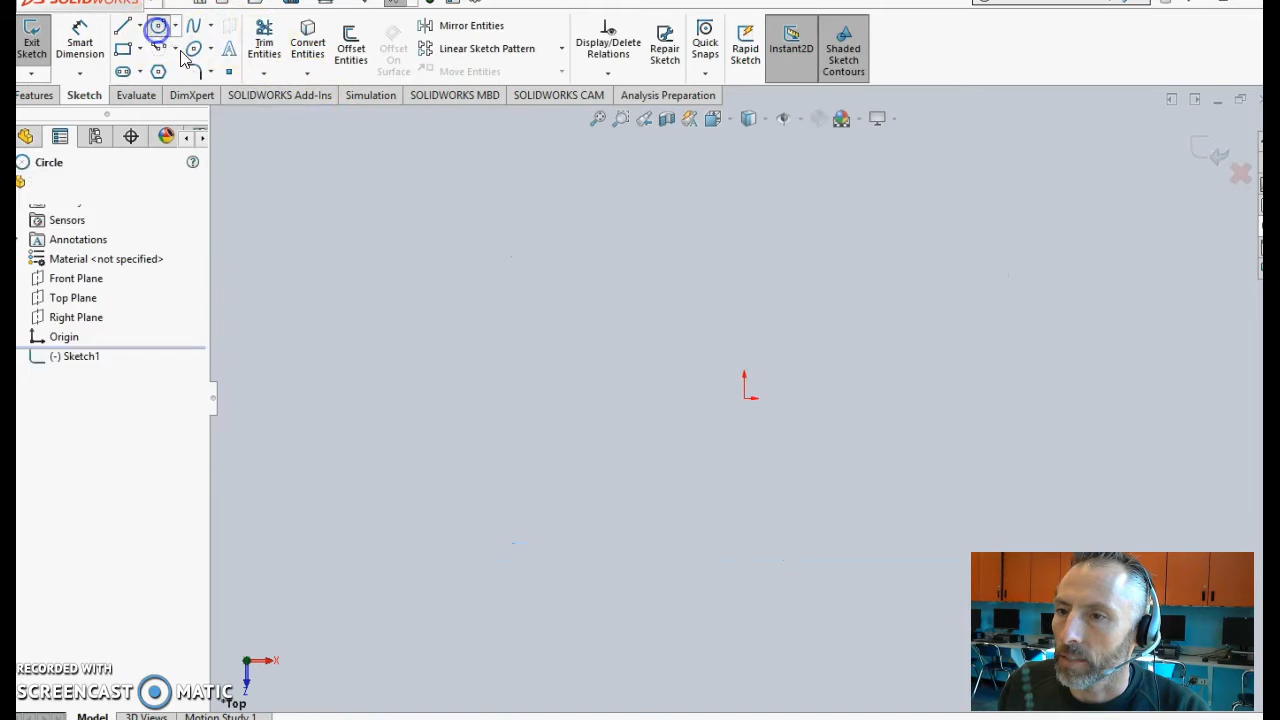 SOLIDWORKS
Exit Sketch
Smart Dimension
Trim Entities
Convert Entities
Offset Entities
Offset On Surface
Mirror Entities
Linear Sketch Pattern
Move Entities
Display/Delete Relations
Repair Sketch
Quick Snaps
Rapid Sketch
Instant2D
Shaded Sketch Contours
Features
Sketch
Evaluate
DimXpert
SOLIDWORKS Add-Ins
Simulation
SOLIDWORKS MBD
SOLIDWORKS CAM
Analysis Preparation
Circle
Sensors
Annotations
Material <not specified>
Front Plane
Top Plane
Right Plane
Origin
(-) Sketch1
X
Z
*Top
RECORDED WITH
SCREENCAST MATIC
Model
3D Views
Motion Study 1